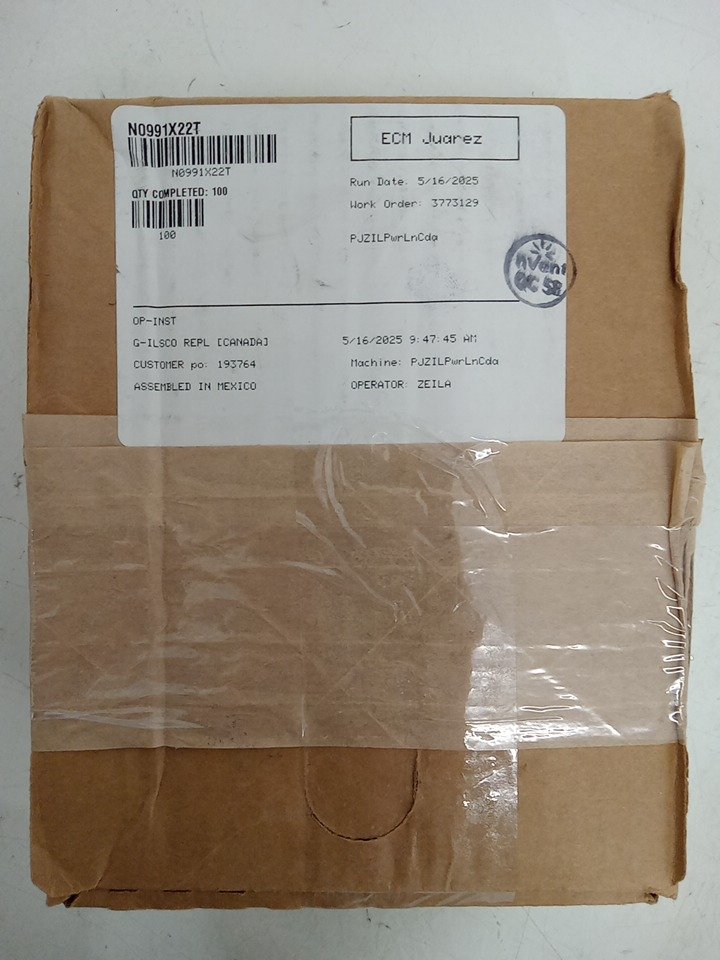 N0991X22T
N0991X22T
QTY COMPLETED: 100
100
ECM Juarez
Run Date: 5/16/2025
Work Order: 3773129
PJZILPwrLnCda
nVent
QC 58
OP-INST
G-ILSCO REPL [CANADA]
CUSTOMER po: 193764
ASSEMBLED IN MEXICO
5/16/2025 9:47:45 AM
Machine: PJZILPwrLnCda
OPERATOR: ZEILA